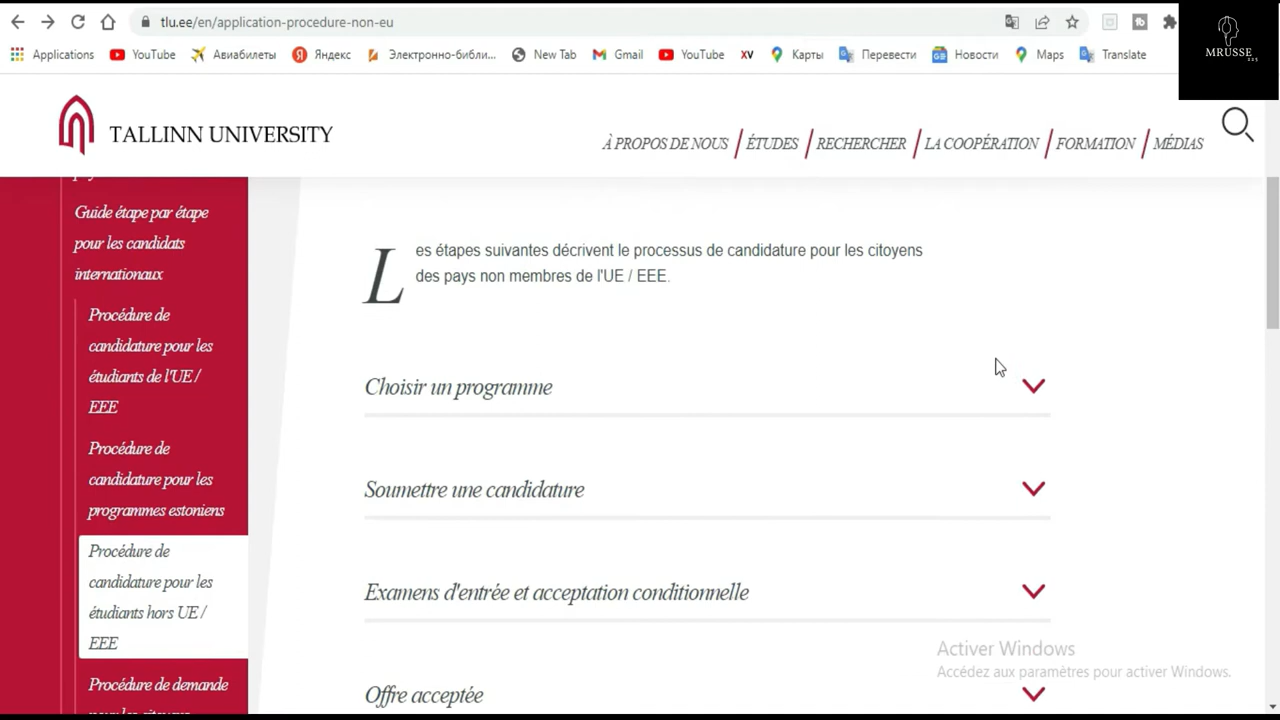 tlu.ee/en/application-procedure-non-eu
Applications YouTube Авиабилеты Яндекс Электронно-библи... New Tab Gmail YouTube XV Карты Перевести Новости Maps Translate
MRUSSE
225
TALLINN UNIVERSITY
À PROPOS DE NOUS ÉTUDES RECHERCHER LA COOPÉRATION FORMATION MÉDIAS
Guide étape par étape
pour les candidats
internationaux
Procédure de
candidature pour les
étudiants de l'UE /
EEE
Procédure de
candidature pour les
programmes estoniens
Procédure de
candidature pour les
étudiants hors UE /
EEE
Procédure de demande
Les étapes suivantes décrivent le processus de candidature pour les citoyens
des pays non membres de l'UE / EEE.
Choisir un programme
Soumettre une candidature
Examens d'entrée et acceptation conditionnelle
Offre acceptée
Activer Windows
Accédez aux paramètres pour activer Windows.